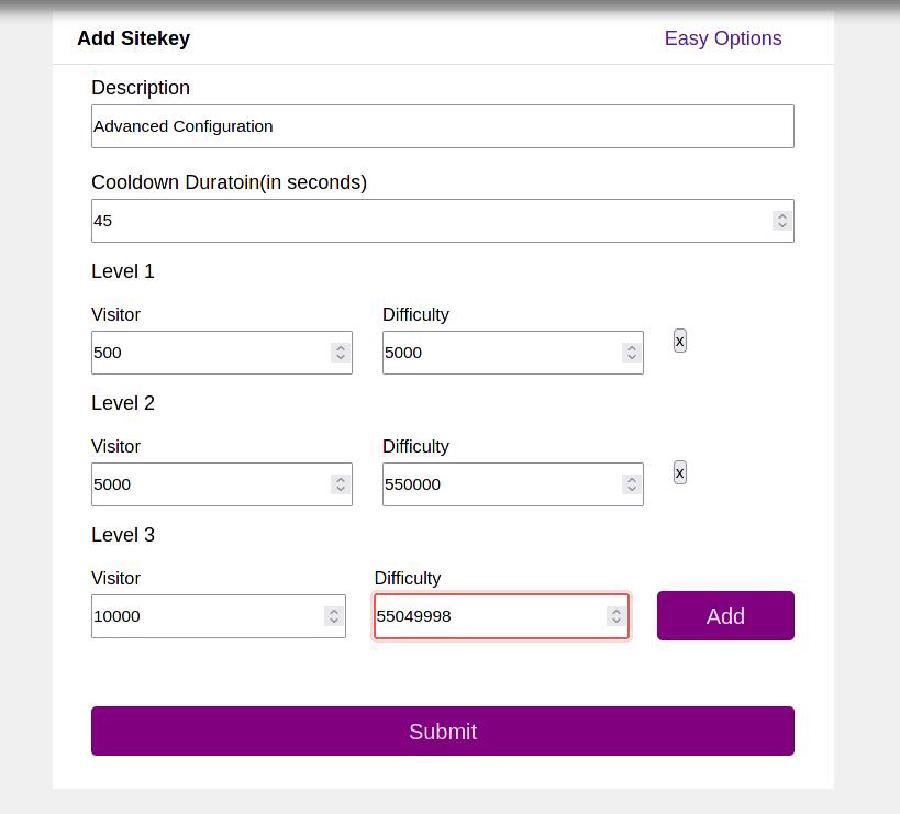 Add Sitekey
Easy Options
Description
Advanced Configuration
Cooldown Duratoin(in seconds)
45
Level 1
Visitor
Difficulty
500
5000
x
Level 2
Visitor
Difficulty
5000
550000
x
Level 3
Visitor
Difficulty
10000
55049998
Add
Submit